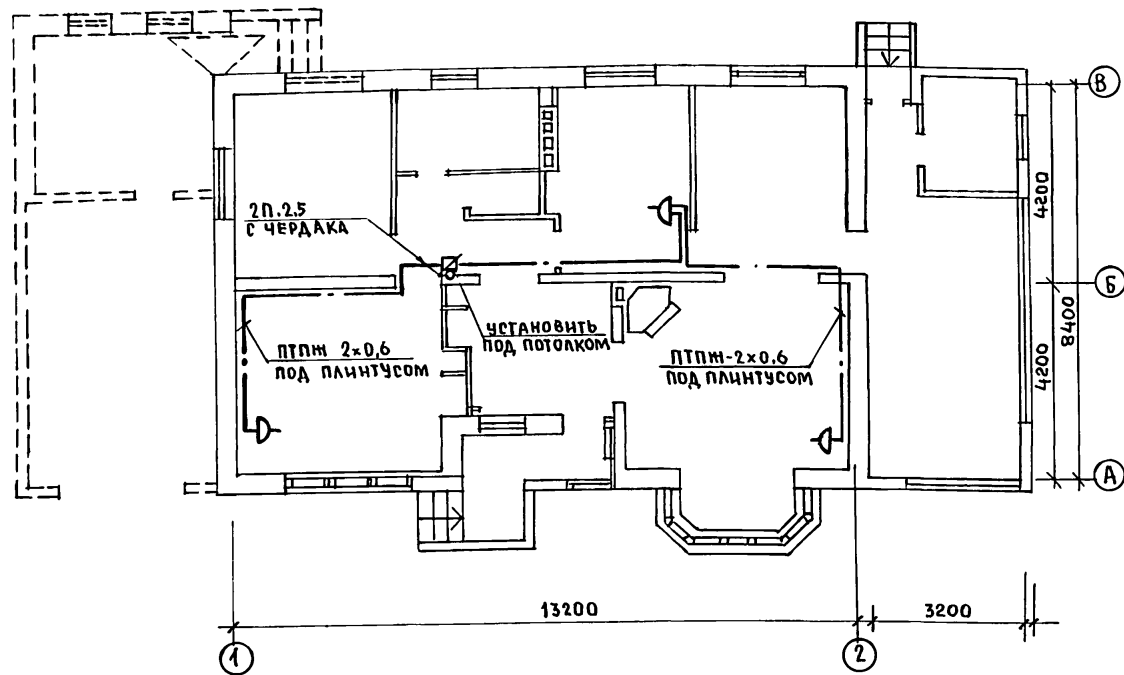 В
2П.2.5
С ЧЕРДАКА
4200
Б
УСТАНОВИТЬ
ПОД ПОТОЛКОМ
ПТПЖ 2×0,6
ПОД ПЛИНТУСОМ
ПТПЖ-2×0,6
ПОД ПЛИНТУСОМ
4200
8400
А
13200
3200
1
2